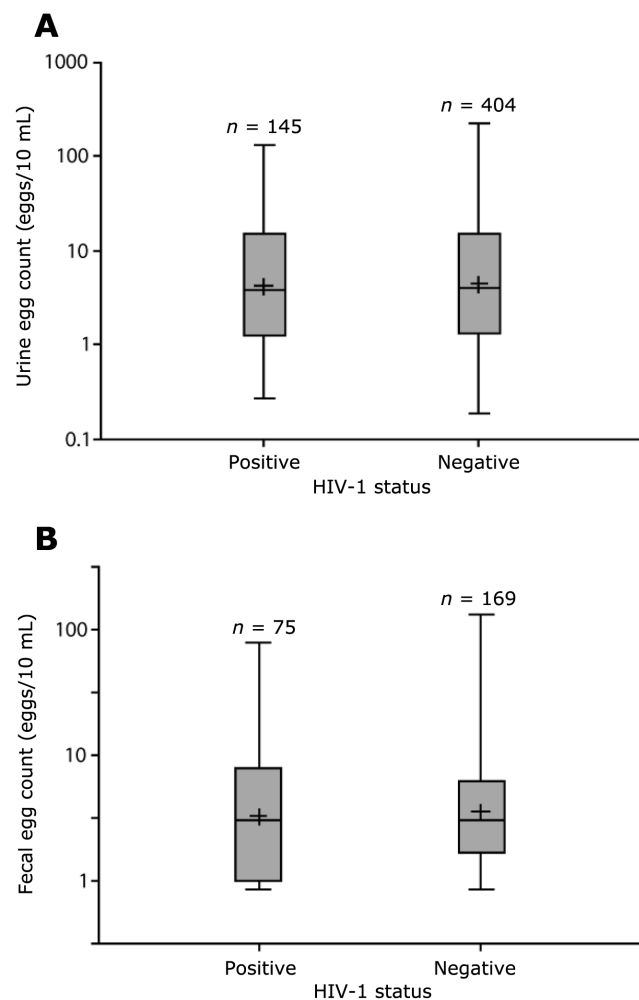 A
1000
n = 404
n = 145
100
10
1
0.1
Urine egg count (eggs/10 mL)
Positive Negative
HIV-1 status
B
n = 169
n = 75
100
10
1
Fecal egg count (eggs/10 mL)
Positive Negative
HIV-1 status